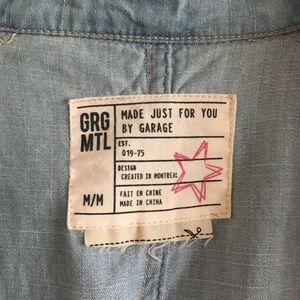 GRG
MTL
MADE JUST FOR YOU
BY GARAGE
EST.
019-75
DESIGN
CREATED IN MONTREAL
M/M
FAIT EN CHINE
MADE IN CHINA